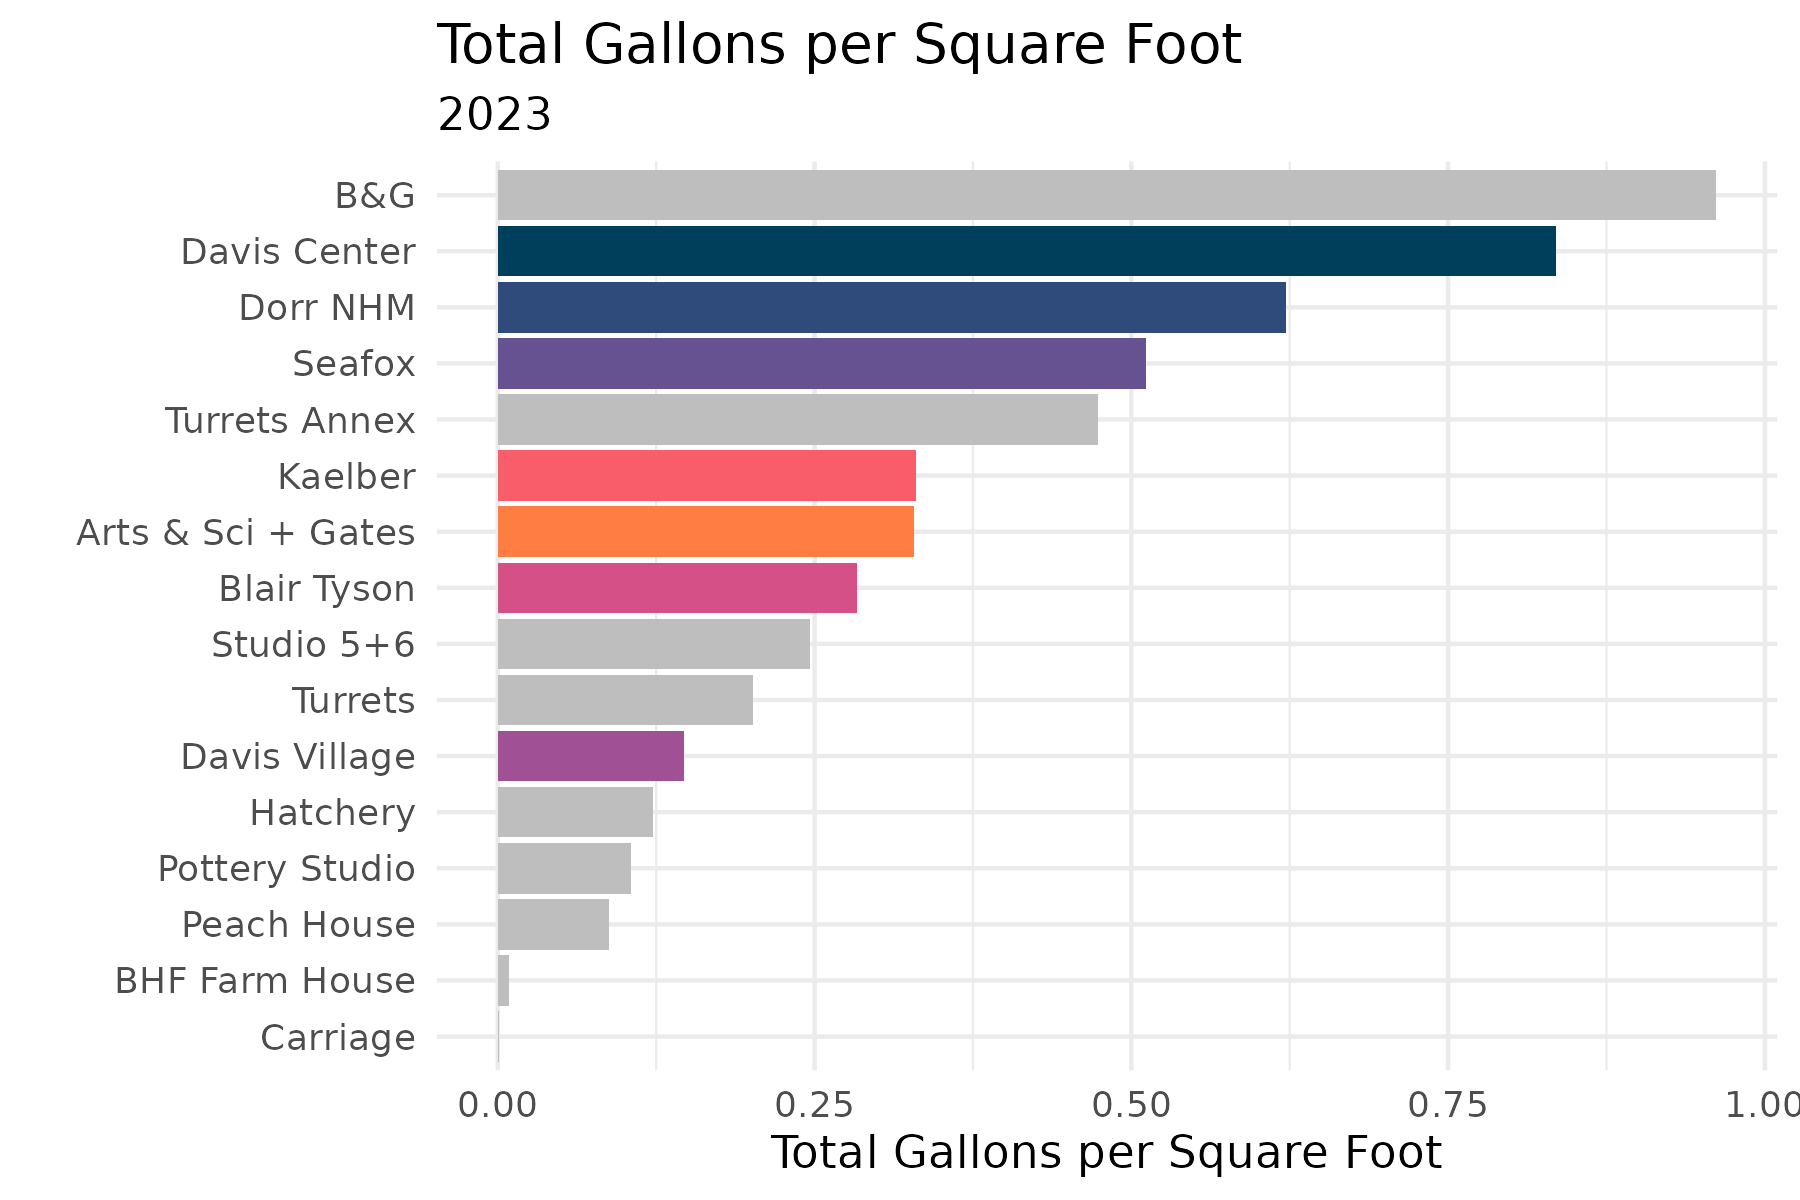 Total Gallons per Square Foot
2023
B&G
Davis Center
Dorr NHM
Seafox
Turrets Annex
Kaelber
Arts & Sci + Gates
Blair Tyson
Studio 5+6
Turrets
Davis Village
Hatchery
Pottery Studio
Peach House
BHF Farm House
Carriage
0.00 0.25 0.50 0.75 1.00
Total Gallons per Square Foot